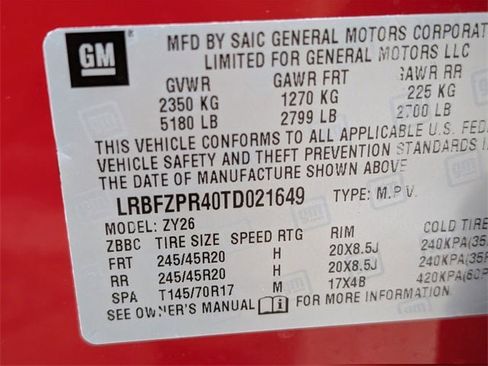 GM
MFD BY SAIC GENERAL MOTORS CORPORAT
LIMITED FOR GENERAL MOTORS LLC
GVWR GAWR FRT GAWR RR
2350 KG 1270 KG 225 KG
5180 LB 2799 LB 2700 LB
THIS VEHICLE CONFORMS TO ALL APPLICABLE U.S. FEDE
VEHICLE SAFETY AND THEFT PREVENTION STANDARDS IN
THE DATE OF MANUFACTURE SHOWN ABOVE
LRBFZPR40TD021649 TYPE: M.P.V.
MODEL: ZY26
ZBBC TIRE SIZE SPEED RTG RIM COLD TIRE
FRT 245/45R20 H 20X8.5J 240KPA(35
RR 245/45R20 H 20X8.5J 240KPA(35P
SPA T145/70R17 M 17X4B 420KPA(60P
SEE OWNER'S MANUAL FOR MORE INFORMATION